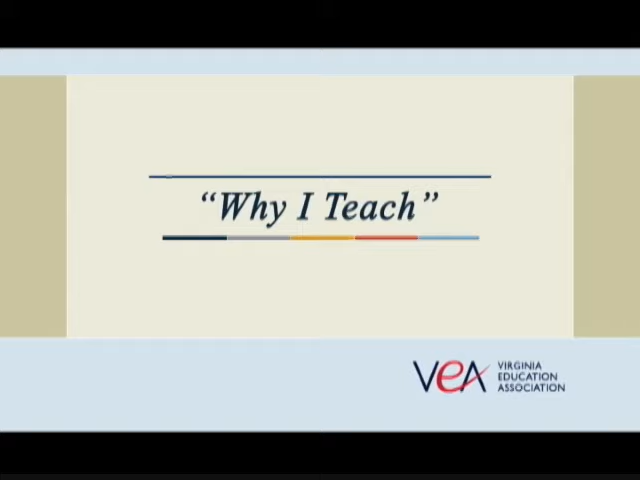 “Why I Teach”
VEA
VIRGINIA
EDUCATION
ASSOCIATION